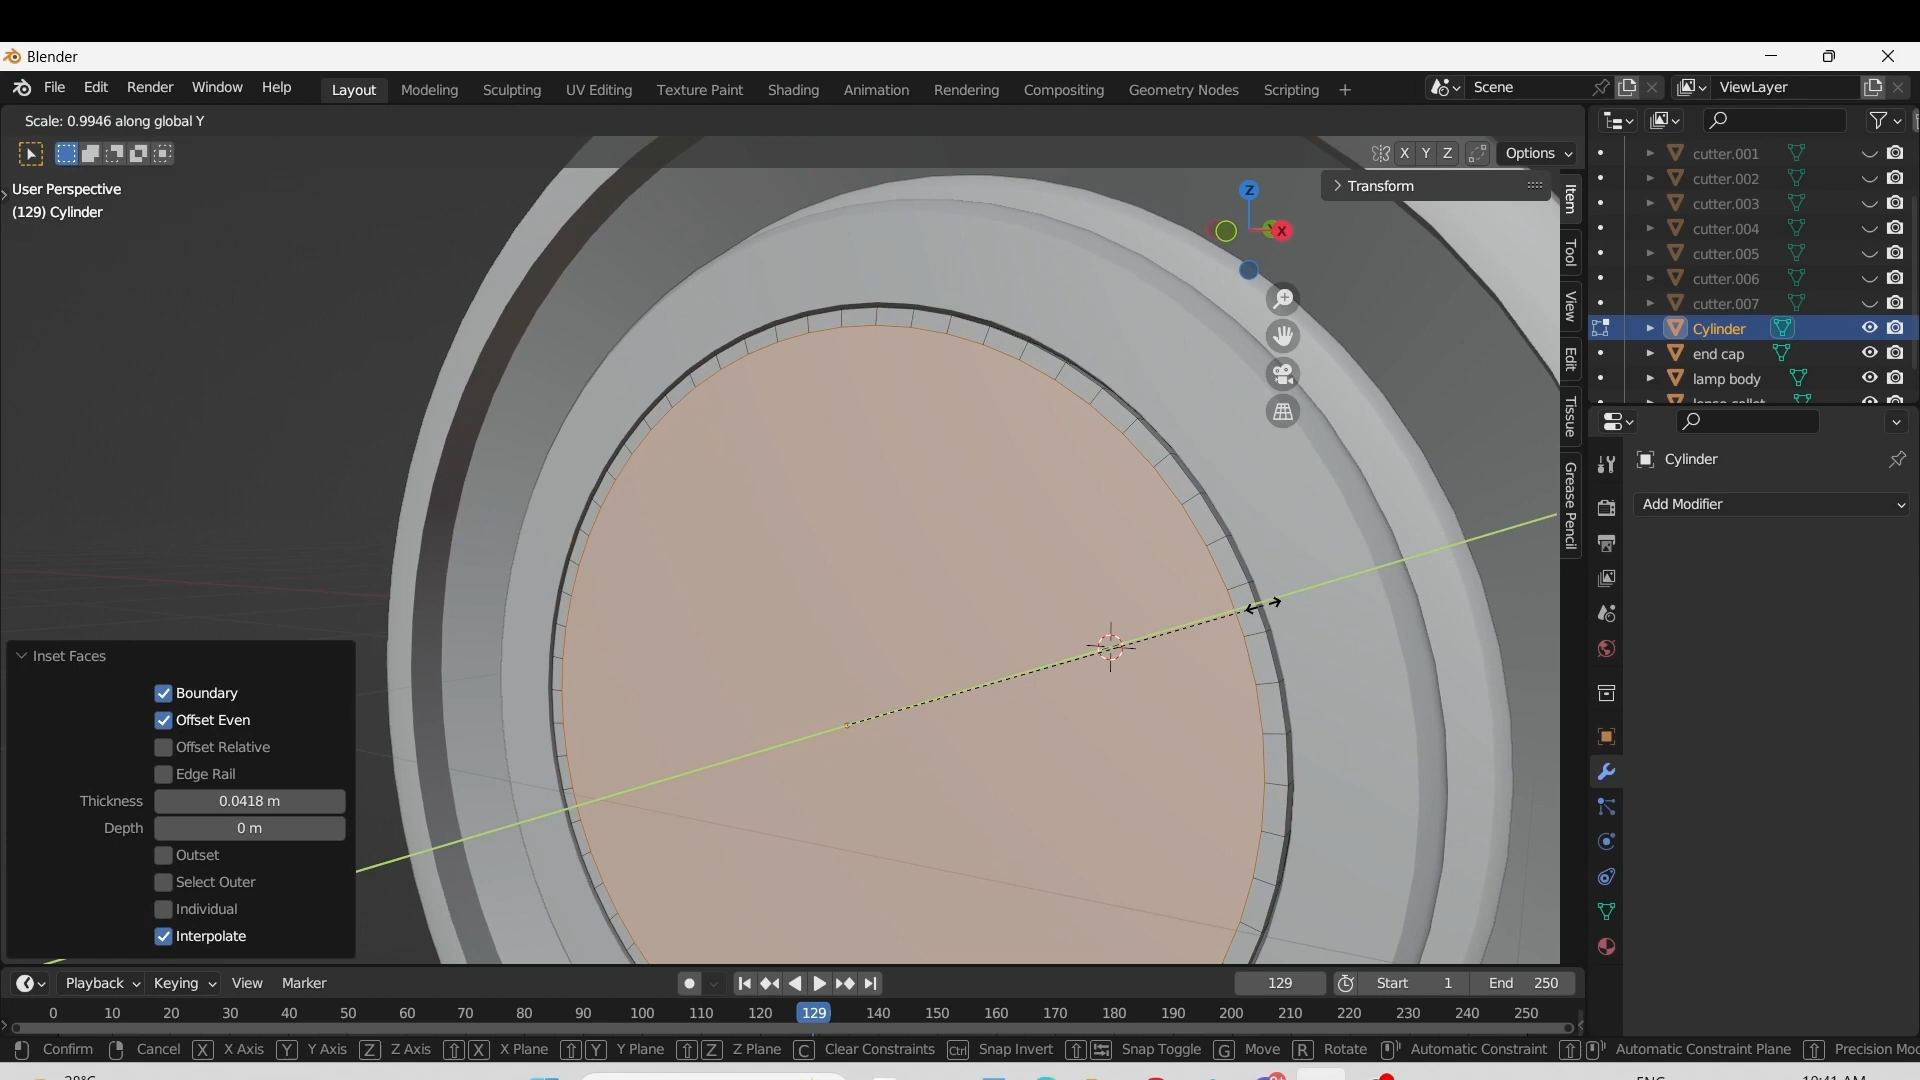 Blender
File Edit Render Window Help Layout Modeling Sculpting UV Editing Texture Paint Shading Animation Rendering Compositing Geometry Nodes Scripting + Scene ViewLayer
Scale: 0.9946 along global Y
X Y Z Options
User Perspective
(129) Cylinder
Transform
Z
X
Item
Tool
View
Edit
Tissue
Grease Pencil
cutter.001
cutter.002
cutter.003
cutter.004
cutter.005
cutter.006
cutter.007
Cylinder
end cap
lamp body
Cylinder
Add Modifier
Inset Faces
Boundary
Offset Even
Offset Relative
Edge Rail
Thickness 0.0418 m
Depth 0 m
Outset
Select Outer
Individual
Interpolate
Playback Keying View Marker 129 Start 1 End 250
0 10 20 30 40 50 60 70 80 90 100 110 120 129 140 150 160 170 180 190 200 210 220 230 240 250
Confirm Cancel X X Axis Y Y Axis Z Z Axis X X Plane Y Y Plane Z Z Plane C Clear Constraints Ctrl Snap Invert Snap Toggle G Move R Rotate Automatic Constraint Automatic Constraint Plane Precision Mod